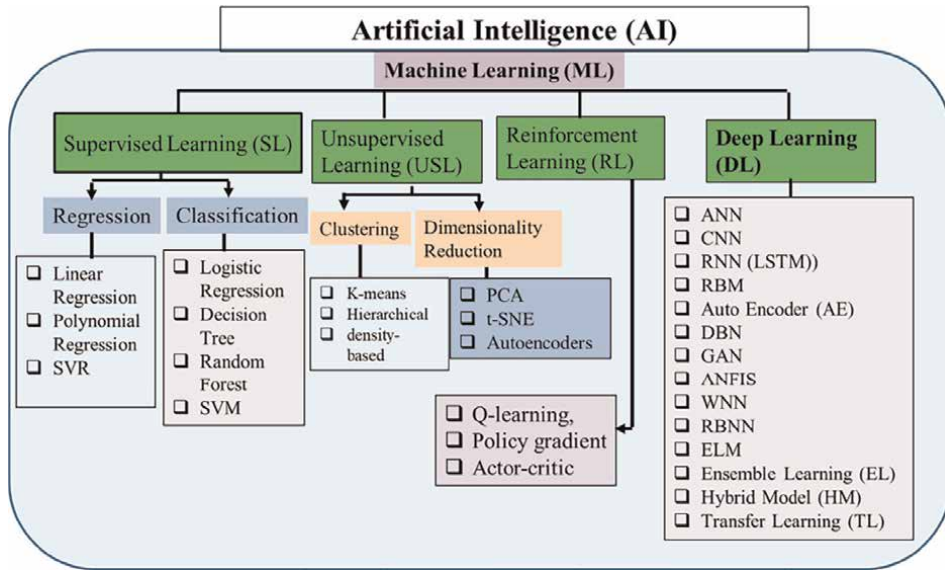 Artificial Intelligence (AI)
Machine Learning (ML)
Supervised Learning (SL)
Regression
Linear
Regression
Polynomial
Regression
SVR
Classification
Logistic
Regression
Decision
Tree
Random
Forest
SVM
Unsupervised
Learning (USL)
Clustering
K-means
Hierarchical
density-
based
Dimensionality
Reduction
PCA
t-SNE
Autoencoders
Reinforcement
Learning (RL)
Q-learning,
Policy gradient
Actor-critic
Deep Learning
(DL)
ANN
CNN
RNN (LSTM))
RBM
Auto Encoder (AE)
DBN
GAN
ANFIS
WNN
RBNN
ELM
Ensemble Learning (EL)
Hybrid Model (HM)
Transfer Learning (TL)